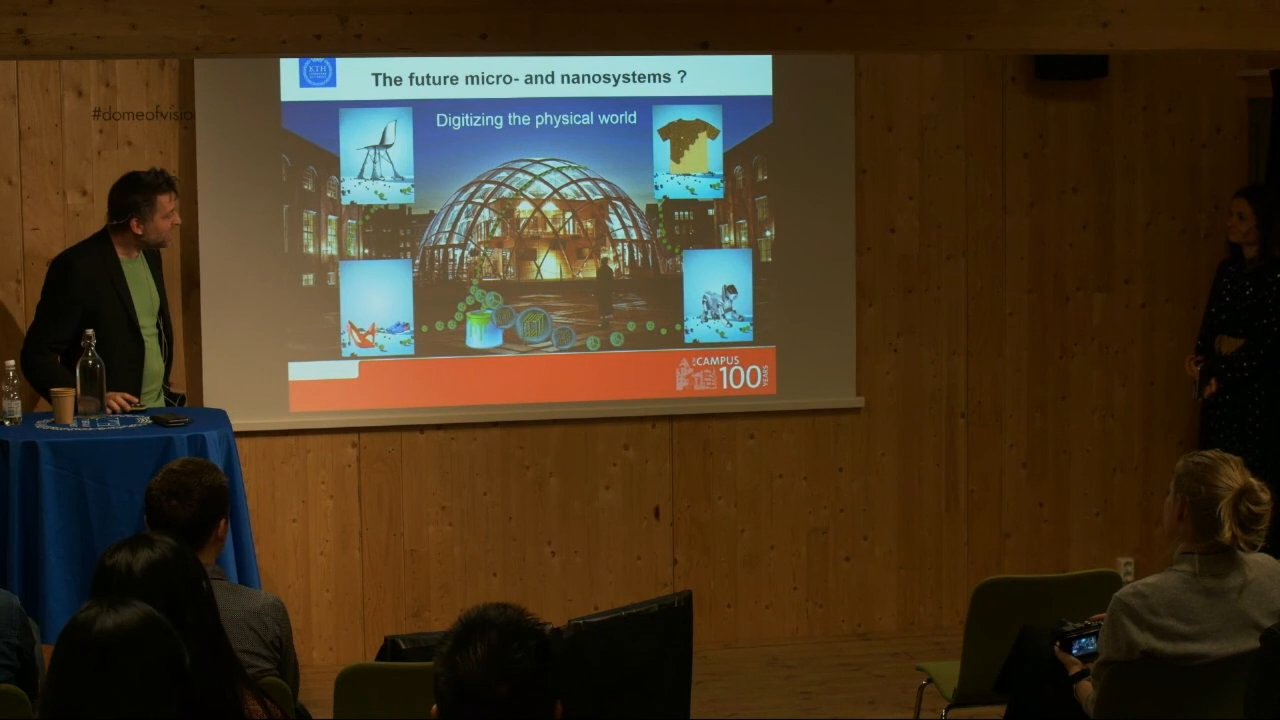 KTH
The future micro- and nanosystems ?
#domeofvisio
Digitizing the physical world
CAMPUS
100
YEARS